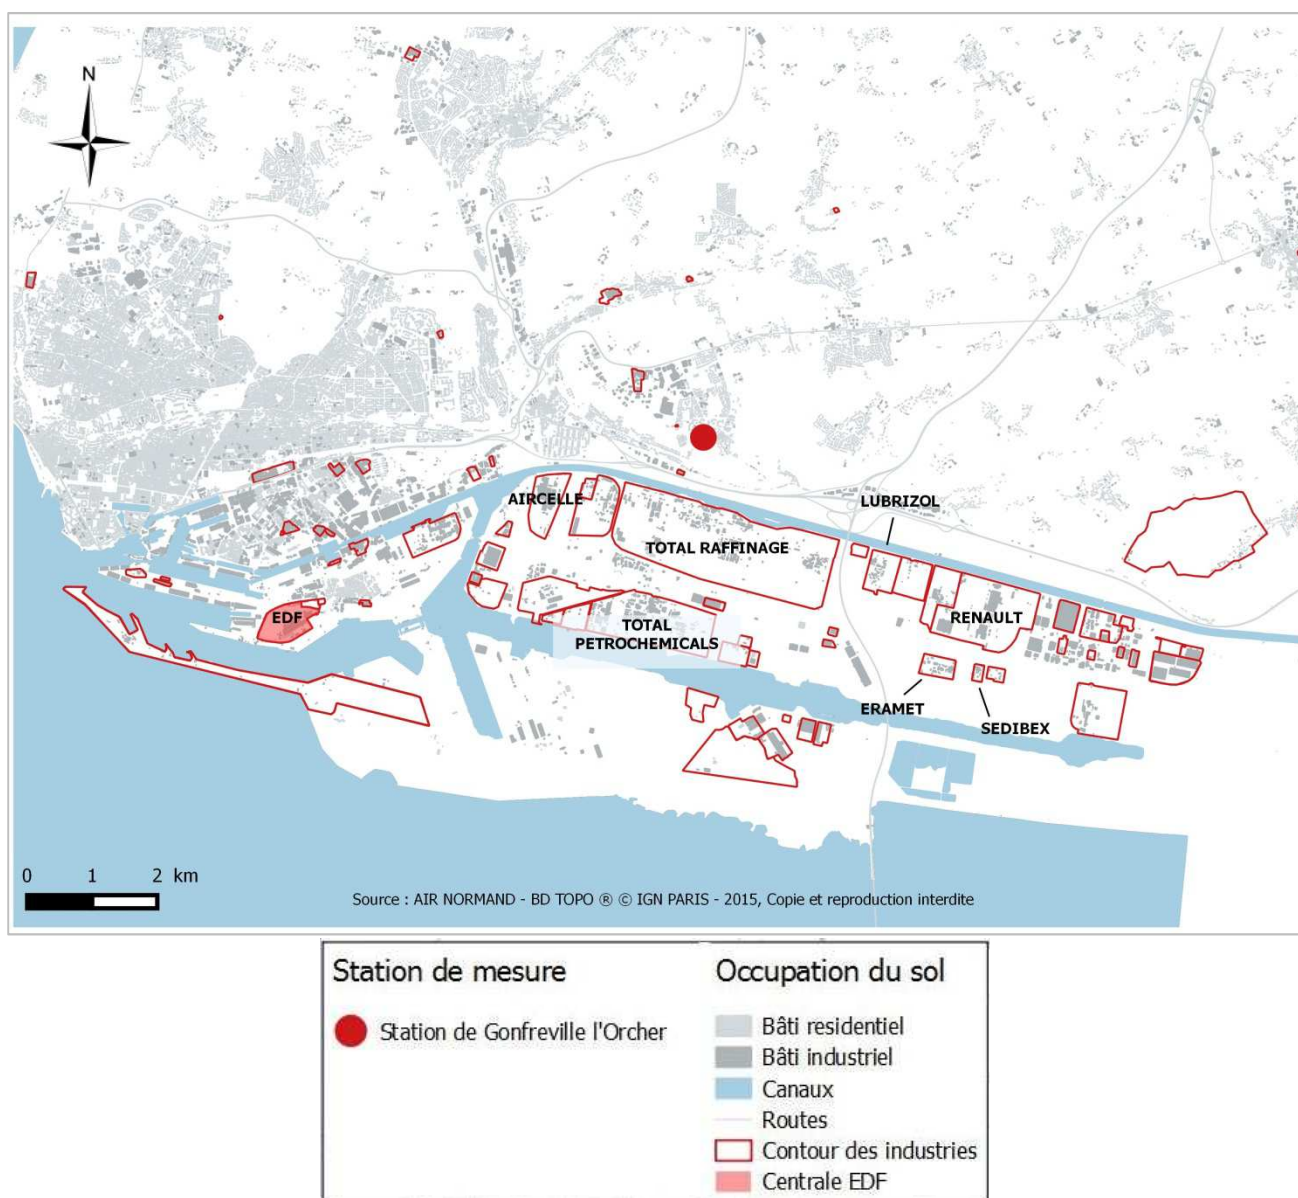 N
AIRCELLE
LUBRIZOL
TOTAL RAFFINAGE
EDF
TOTAL
PETROCHEMICALS
RENAULT
ERAMET
SEDIBEX
0 1 2 km
Source : AIR NORMAND - BD TOPO ® © IGN PARIS - 2015, Copie et reproduction interdite
Station de mesure
Station de Gonfreville l'Orcher
Occupation du sol
Bâti residentiel
Bâti industriel
Canaux
Routes
Contour des industries
Centrale EDF